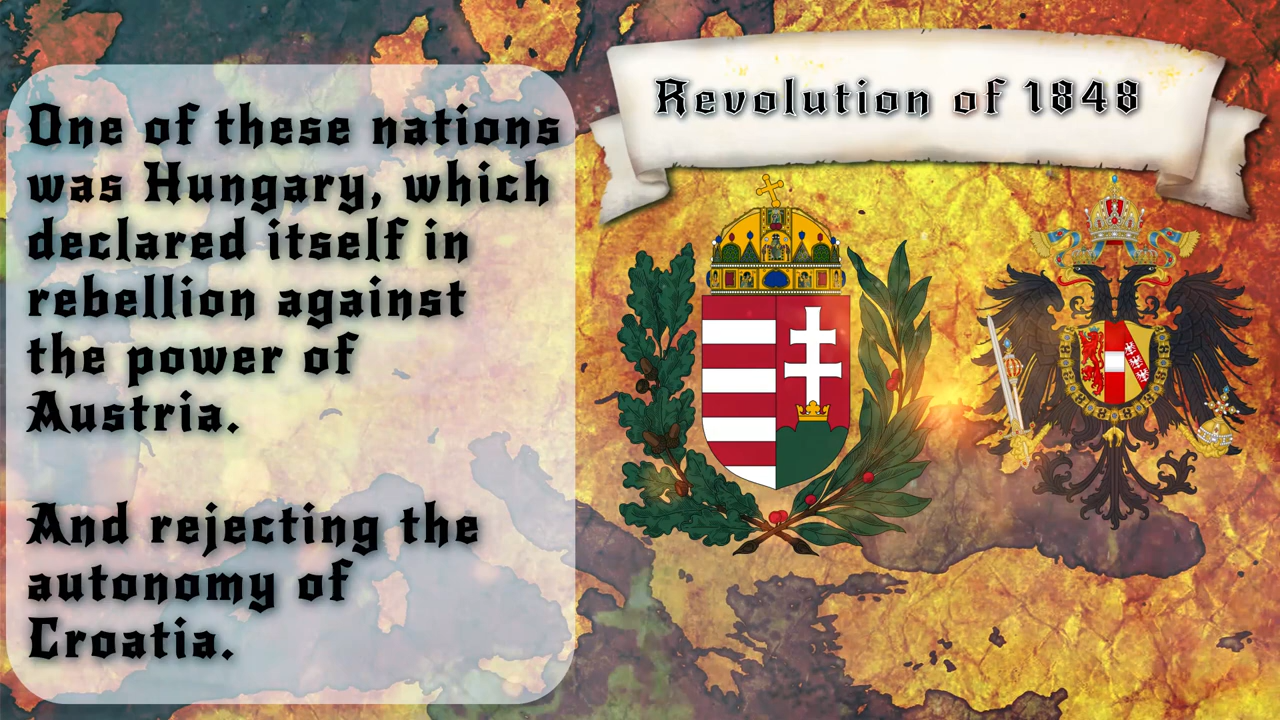 Revolution of 1848
One of these nations
was Hungary, which
declared itself in
rebellion against
the power of
Austria.
And rejecting the
autonomy of
Croatia.